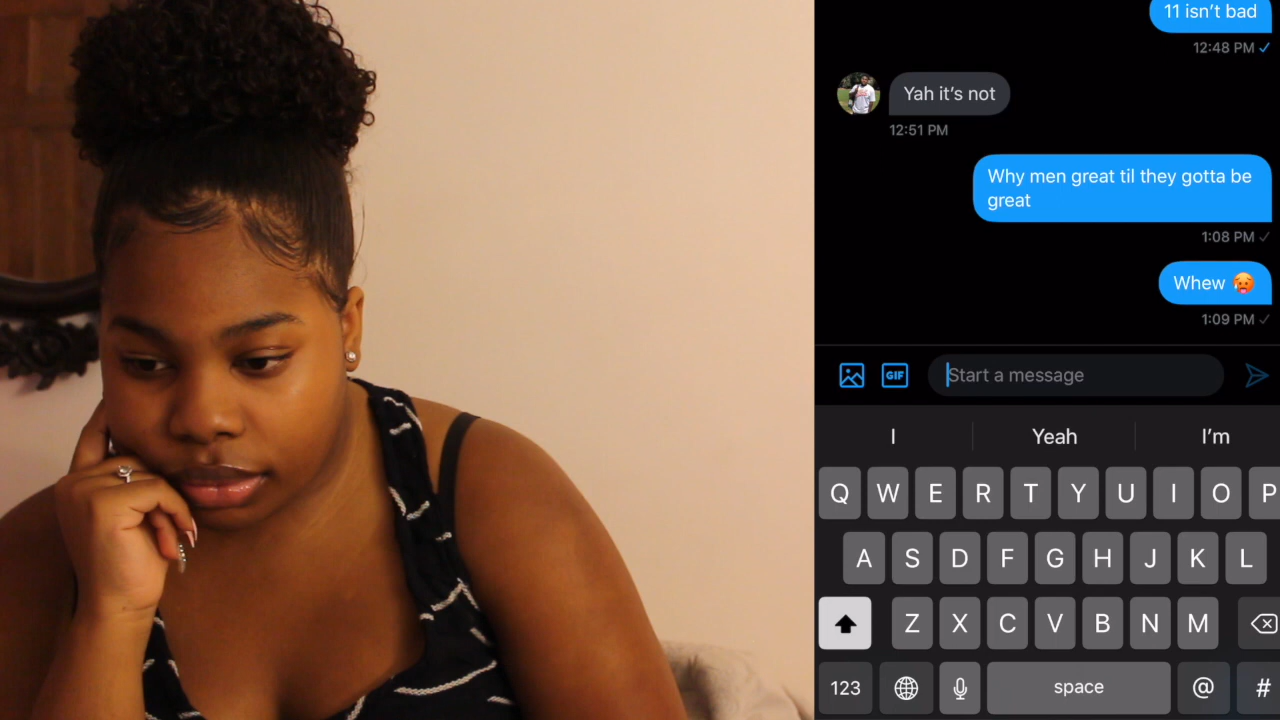 11 isn’t bad
12:48 PM ✓
Yah it’s not
12:51 PM
Why men great til they gotta be
great
1:08 PM ✓
Whew 🥵
1:09 PM ✓
GIF Start a message
I Yeah I’m
Q W E R T Y U I O P
A S D F G H J K L
Z X C V B N M
123 space @ #